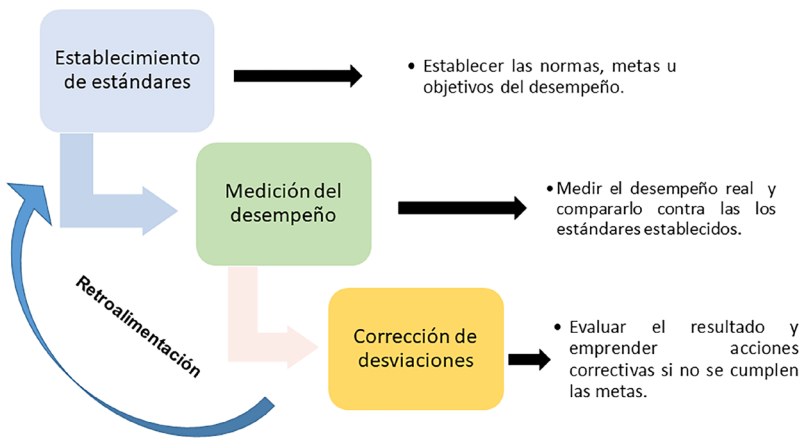 Establecimiento
de estándares
• Establecer las normas, metas u
objetivos del desempeño.
Medición del
desempeño
•Medir el desempeño real y
compararlo contra las los
estándares establecidos.
Retroalimentación
Corrección de
desviaciones
• Evaluar el resultado y
emprender acciones
correctivas si no se cumplen
las metas.